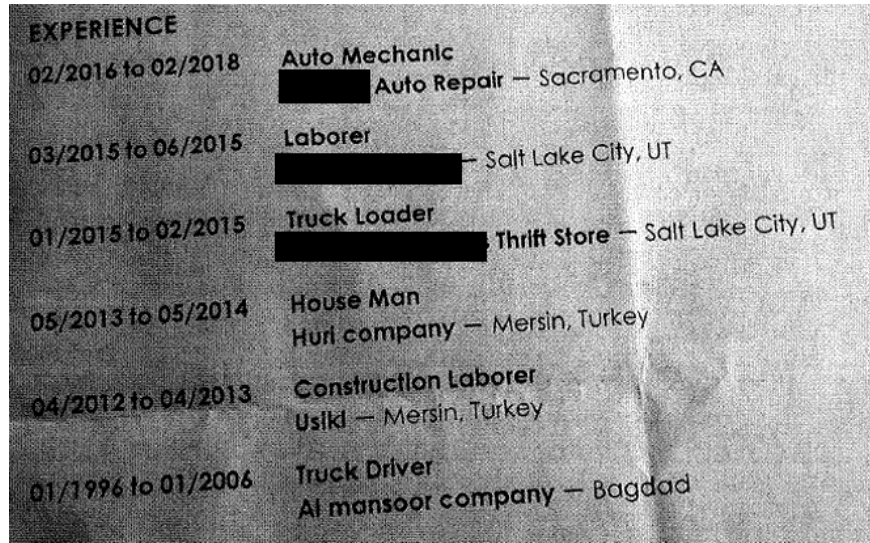 EXPERIENCE
02/2016 to 02/2018 Auto Mechanic
Auto Repair — Sacramento, CA
03/2015 to 06/2015 Laborer
— Salt Lake City, UT
01/2015 to 02/2015 Truck Loader
Thrift Store — Salt Lake City, UT
05/2013 to 05/2014 House Man
Huri company — Mersin, Turkey
04/2012 to 04/2013 Construction Laborer
Usiki — Mersin, Turkey
01/1996 to 01/2006 Truck Driver
Al mansoor company — Bagdad